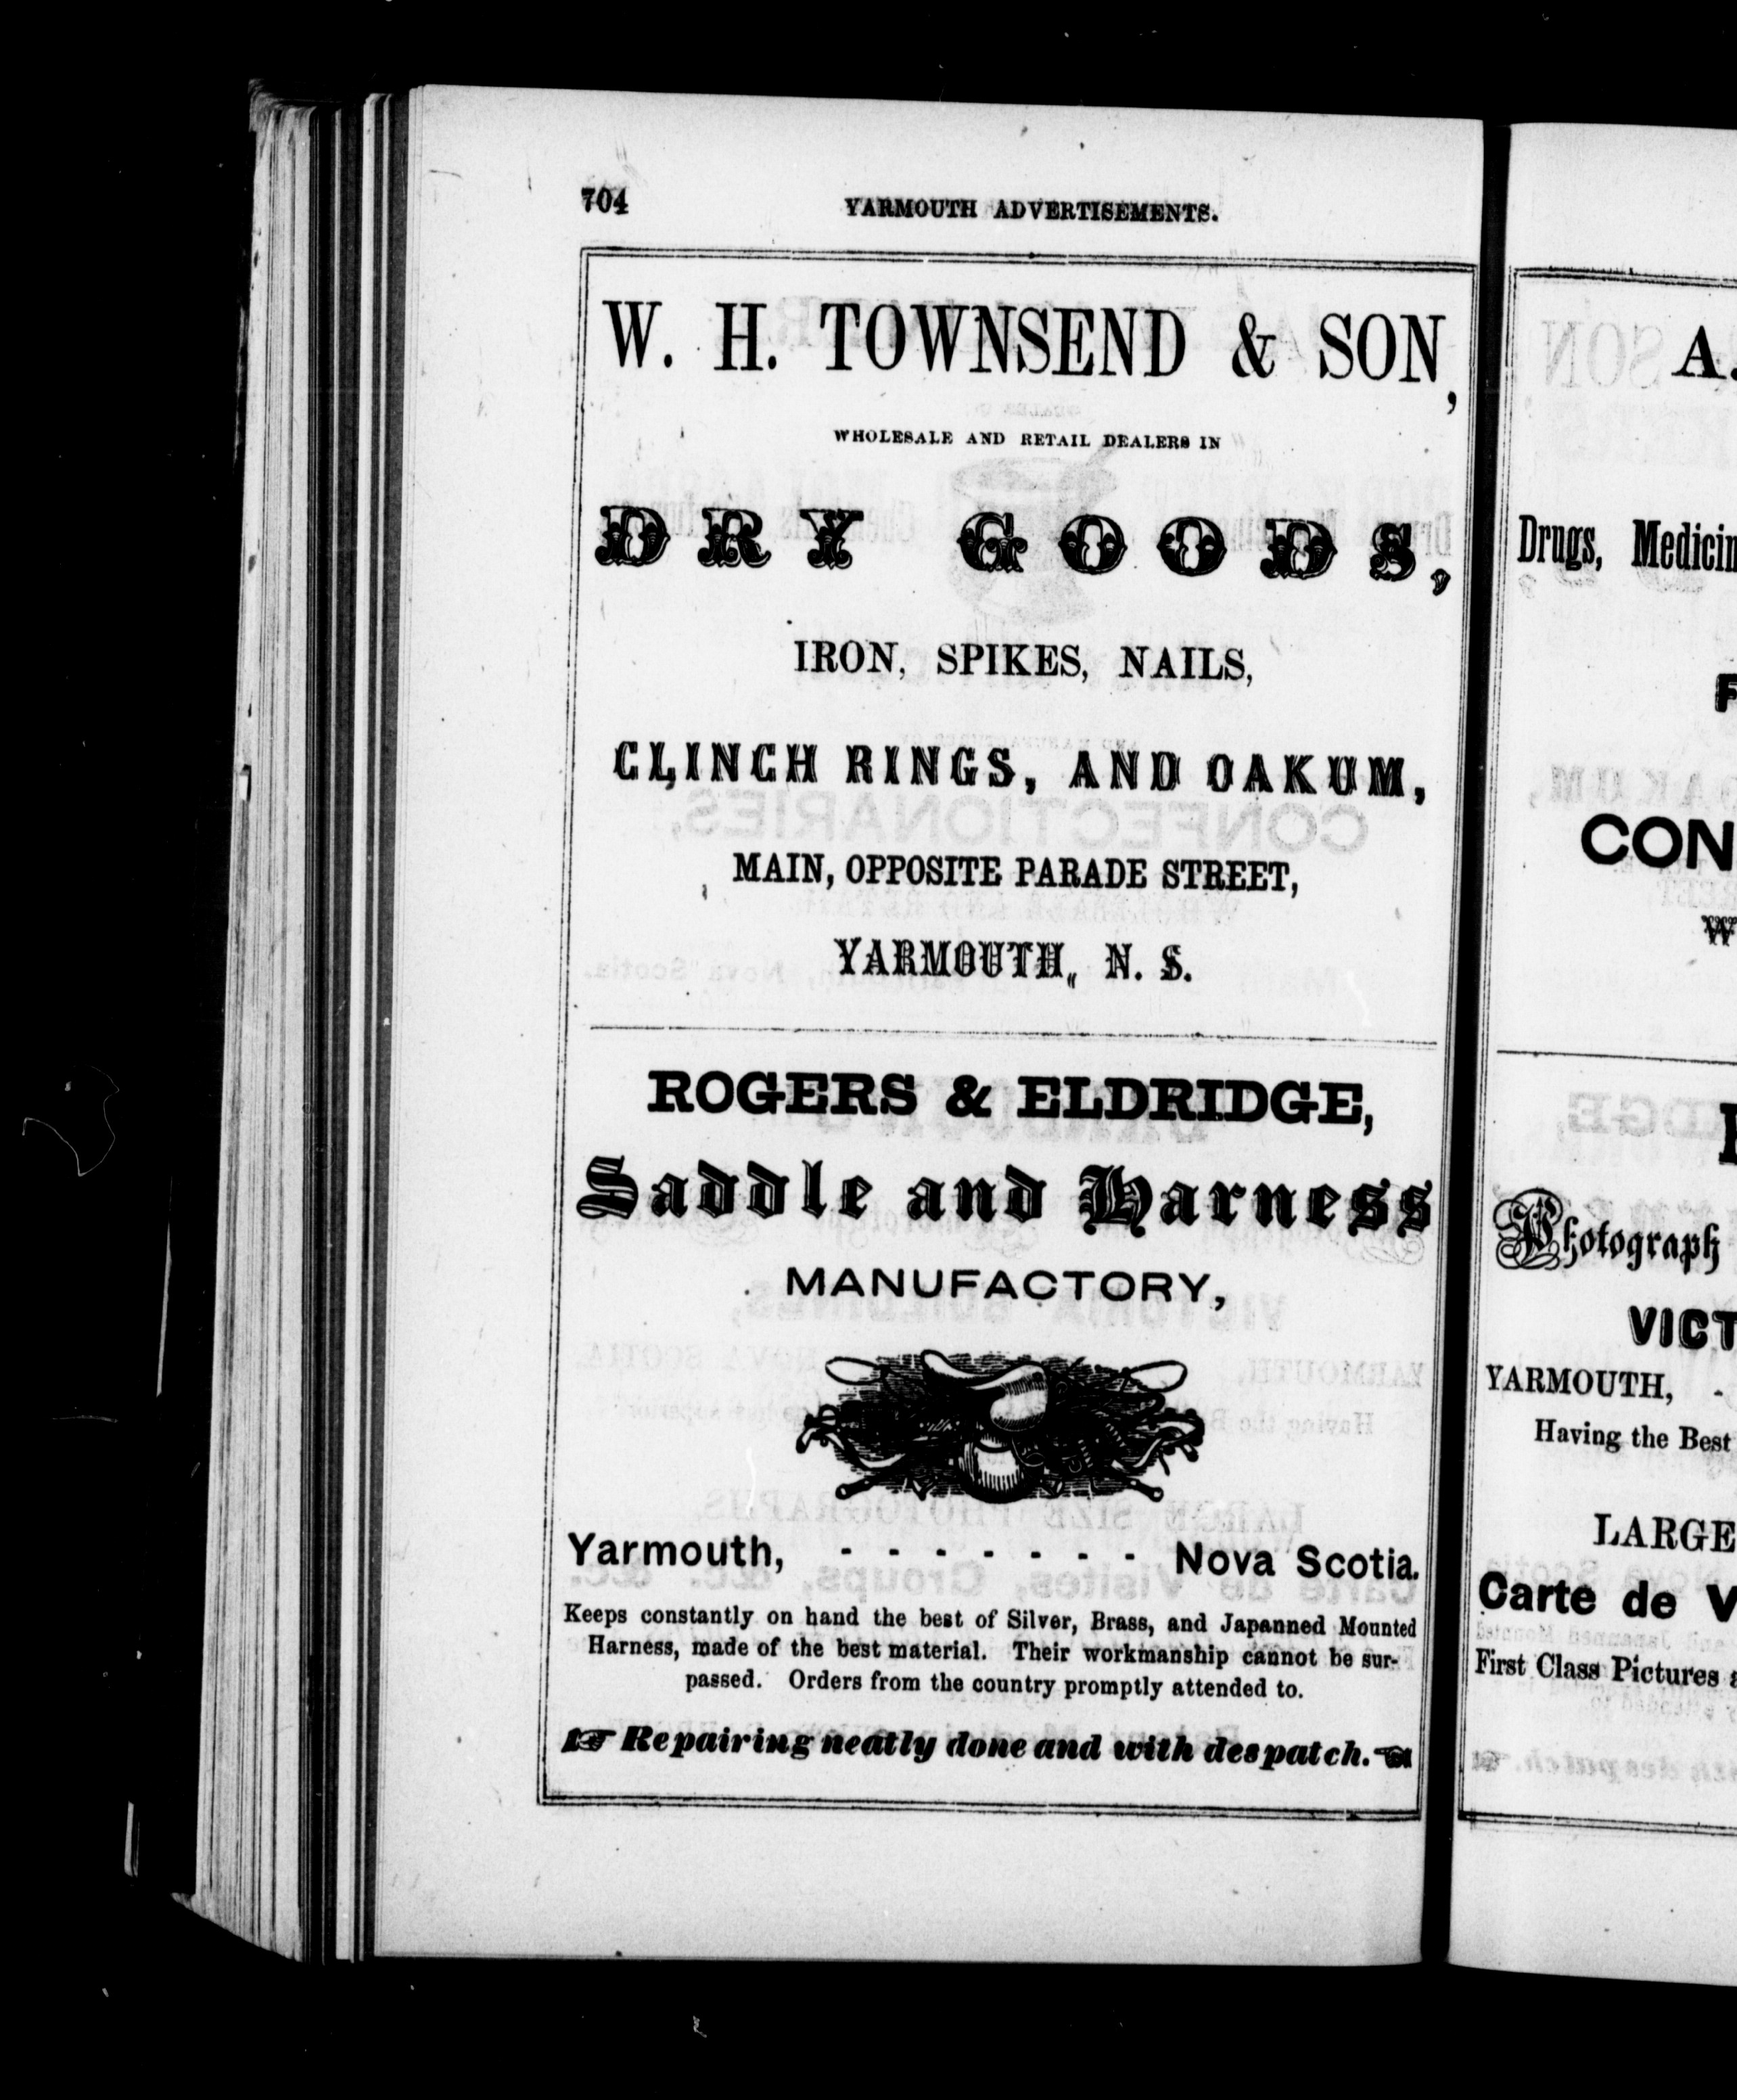 704
YARMOUTH ADVERTISEMENTS.
W. H. TOWNSEND & SON,
WHOLESALE AND RETAIL DEALERS IN
DRY GOODS,
IRON, SPIKES, NAILS,
CLINCH RINGS, AND OAKUM,
MAIN, OPPOSITE PARADE STREET,
YARMOUTH, N. S.
ROGERS & ELDRIDGE,
Saddle and Harness
MANUFACTORY,
Yarmouth, - - - - - - - Nova Scotia.
Keeps constantly on hand the best of Silver, Brass, and Japanned Mounted
Harness, made of the best material. Their workmanship cannot be sur-
passed. Orders from the country promptly attended to.
☞ Repairing neatly done and with despatch. ☜
A.
Drugs, Medicin
F
CON
W
Photograph
VICT
YARMOUTH, -
Having the Best
LARGE
Carte de V
First Class Pictures